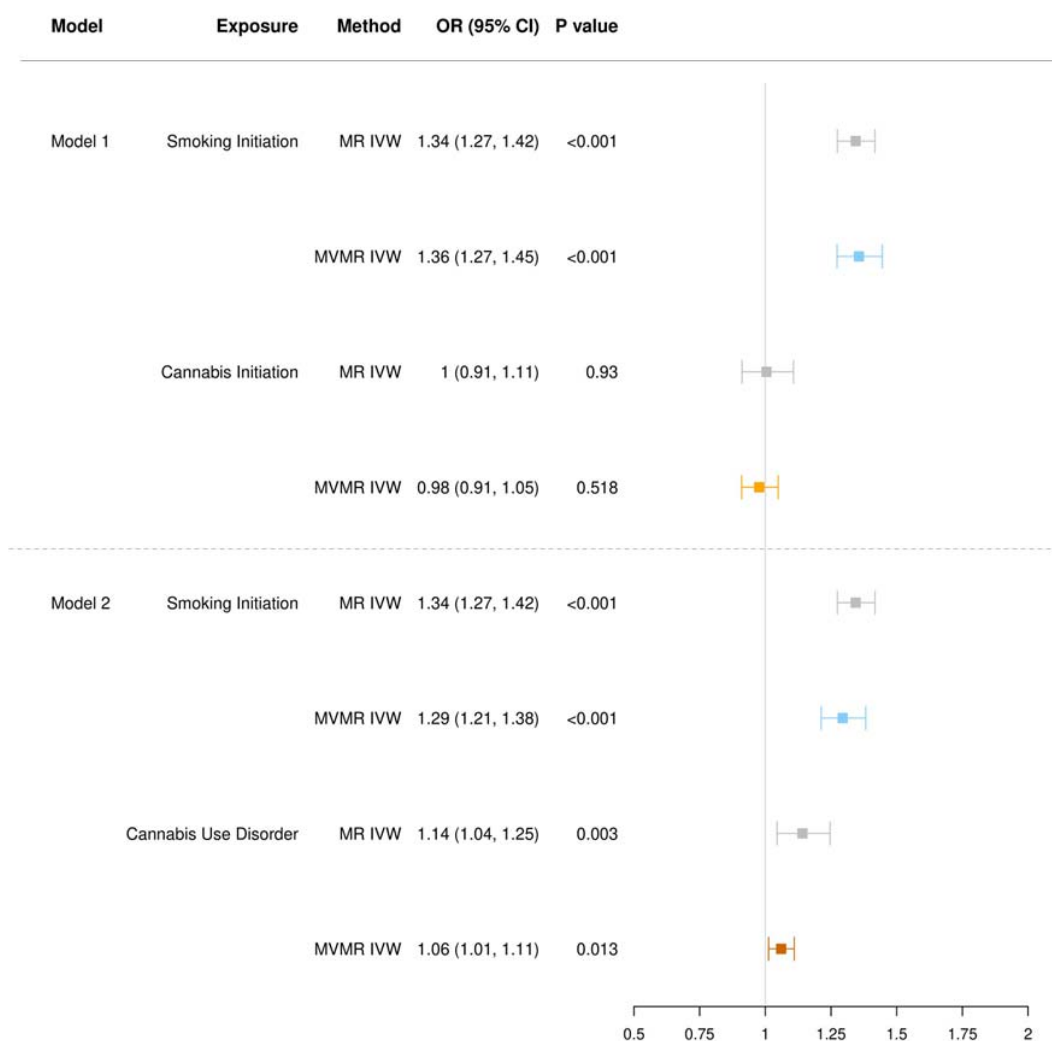 Model Exposure Method OR (95% CI) P value
Model 1 Smoking Initiation MR IVW 1.34 (1.27, 1.42) <0.001
MVMR IVW 1.36 (1.27, 1.45) <0.001
Cannabis Initiation MR IVW 1 (0.91, 1.11) 0.93
MVMR IVW 0.98 (0.91, 1.05) 0.518
Model 2 Smoking Initiation MR IVW 1.34 (1.27, 1.42) <0.001
MVMR IVW 1.29 (1.21, 1.38) <0.001
Cannabis Use Disorder MR IVW 1.14 (1.04, 1.25) 0.003
MVMR IVW 1.06 (1.01, 1.11) 0.013
0.5 0.75 1 1.25 1.5 1.75 2